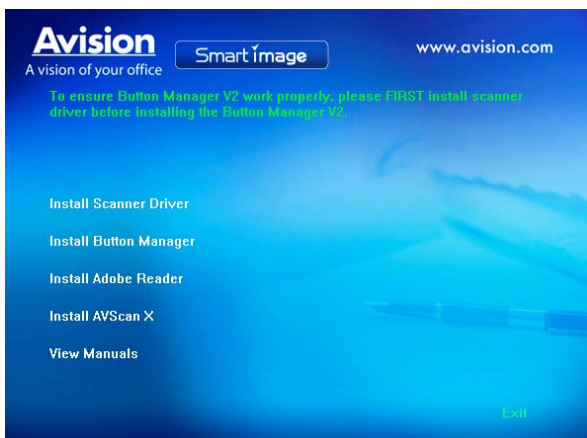 Avision
A vision of your office
Smart image
www.avision.com
To ensure Button Manager V2 work properly, please FIRST install scanner
driver before installing the Button Manager V2.
Install Scanner Driver
Install Button Manager
Install Adobe Reader
Install AVScan X
View Manuals
Exit